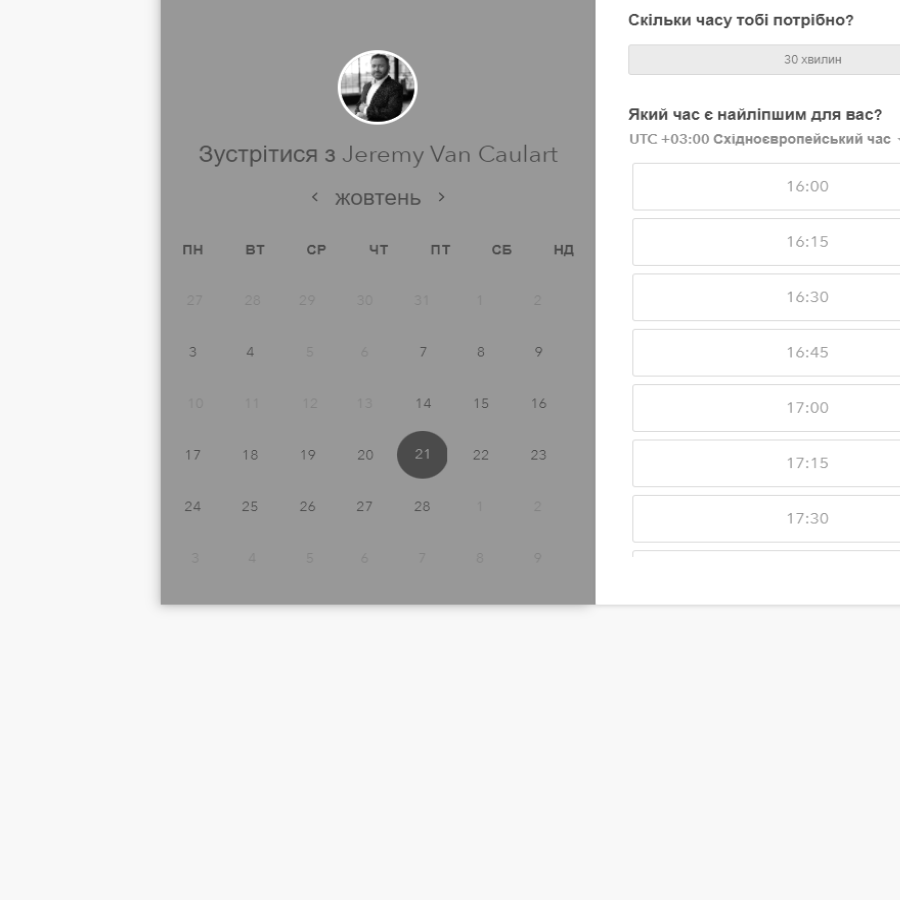 Зустрітися з Jeremy Van Caulart
жовтень
ПН ВТ СР ЧТ ПТ СБ НД
27 28 29 30 31 1 2
3 4 5 6 7 8 9
10 11 12 13 14 15 16
17 18 19 20 21 22 23
24 25 26 27 28 1 2
3 4 5 6 7 8 9
Скільки часу тобі потрібно?
30 хвилин
Який час є найліпшим для вас?
UTC +03:00 Східноєвропейський час
16:00
16:15
16:30
16:45
17:00
17:15
17:30